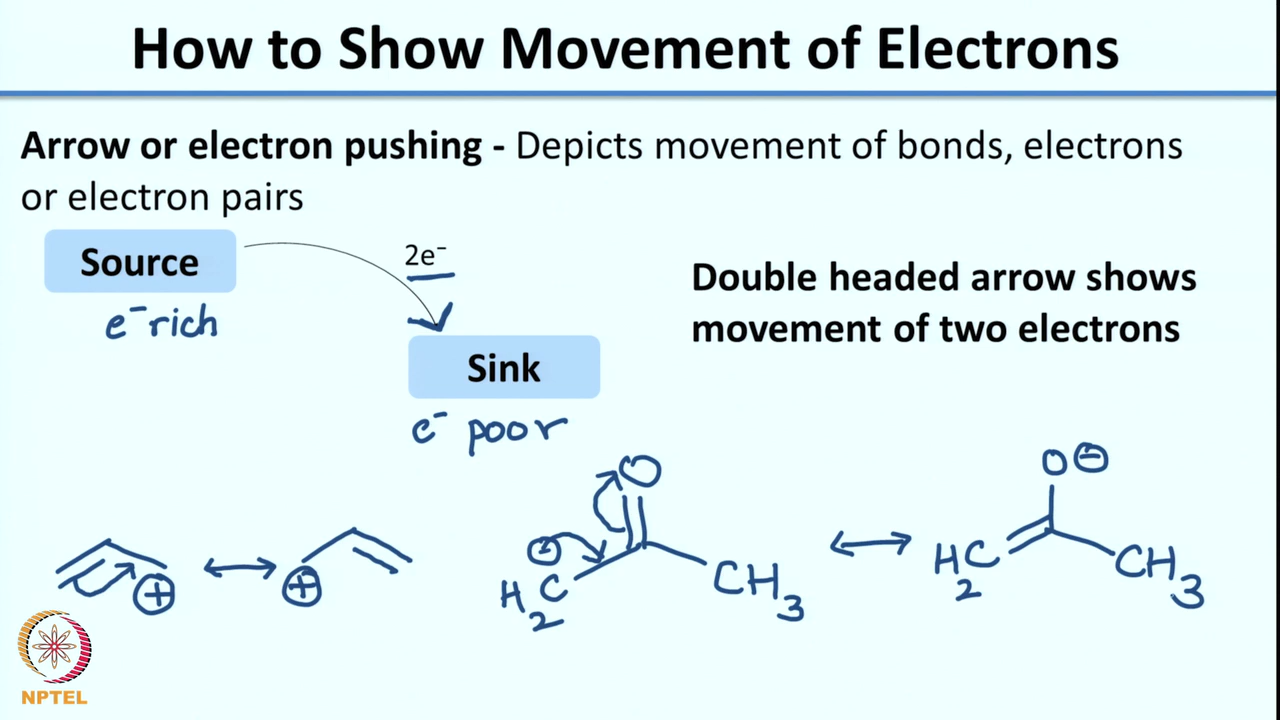 How to Show Movement of Electrons
Arrow or electron pushing - Depicts movement of bonds, electrons
or electron pairs
Source
2e⁻
e⁻ rich
Double headed arrow shows
movement of two electrons
Sink
e⁻ poor
⊕
⊕
O
⊖
H₂C
CH₃
O⊖
H₂C
CH₃
NPTEL